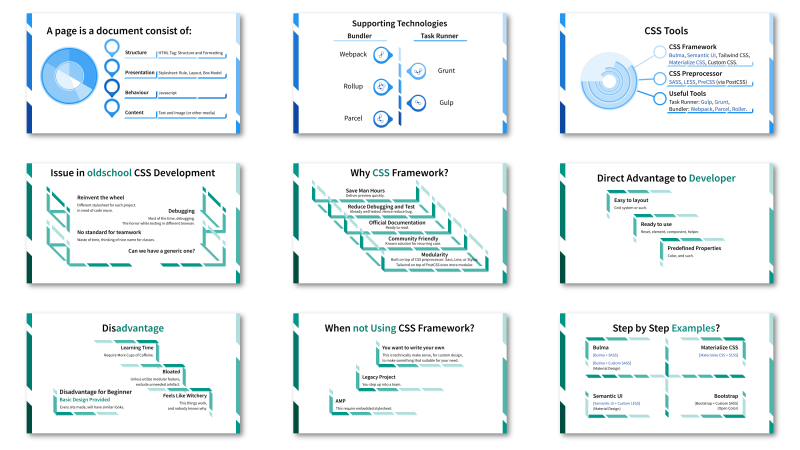 A page is a document consist of:
Structure
HTML Tag: Structure and Formatting
Presentation
Stylesheet: Rule, Layout, Box Model
Behaviour
Javascript
Content
Text and Image (or other media)
Supporting Technologies
Bundler
Task Runner
Webpack
Grunt
Rollup
Gulp
Parcel
CSS Tools
CSS Framework
Bulma, Semantic UI, Tailwind CSS,
Materialize CSS, Custom CSS.
CSS Preprocessor
SASS, LESS, PreCSS (via PostCSS)
Useful Tools
Task Runner: Gulp, Grunt,
Bundler: Webpack, Parcel, Roller.
Issue in oldschool CSS Development
Reinvent the wheel
Different stylesheet for each project.
In need of code reuse.
Debugging
Most of the time, debugging.
The horror while testing in different browser.
No standard for teamwork
Waste of time, thinking of nice name for classes.
Can we have a generic one?
Why CSS Framework?
Save Man Hours
Deliver preview quickly.
Reduce Debugging and Test
Already well tested. Hence reduce bug.
Official Documentation
Ready to read.
Community Friendly
Known solution for recurring case.
Modularity
Built on top of CSS preprocessor: Sass, Less, or Stylus.
Tailwind on top of PostCSS even more modular.
Direct Advantage to Developer
Easy to layout
Grid system or such.
Ready to use
Reset, element, component, helper.
Predefined Properties
Color, and such.
Disadvantage
Learning Time
Require More Cups of Caffeine.
Bloated
Unless utilize modular feature,
exclude unneeded artefact.
Feels Like Witchery
This things work,
and nobodyknows why.
Disadvantage for Beginner
Basic Design Provided
Every site made, will have similar looks.
When not Using CSS Framework?
You want to write your own
This is technically make sense, for custom design,
to make something that suitable for your need.
Legacy Project
You step up into a team.
AMP
This require embedded stylesheet.
Step by Step Examples?
Bulma
(Bulma + SASS)
(Bulma + Custom SASS)
(Material Design)
Materialize CSS
(Materialize CSS + SCSS)
Semantic UI
(Semantic UI + Custom LESS)
(Material Design)
Bootstrap
(Bootstrap + Custom SASS)
(Open Color)